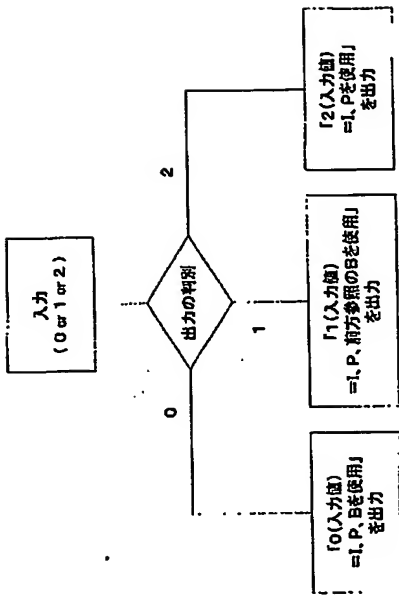 入力
(0 or 1 or 2)
出力の判別
0
1
2
「0(入力値)
=I、P、Bを使用」
を出力
「1(入力値)
=I、P、前方参照のBを使用」
を出力
「2(入力値)
=I、Pを使用」
を出力